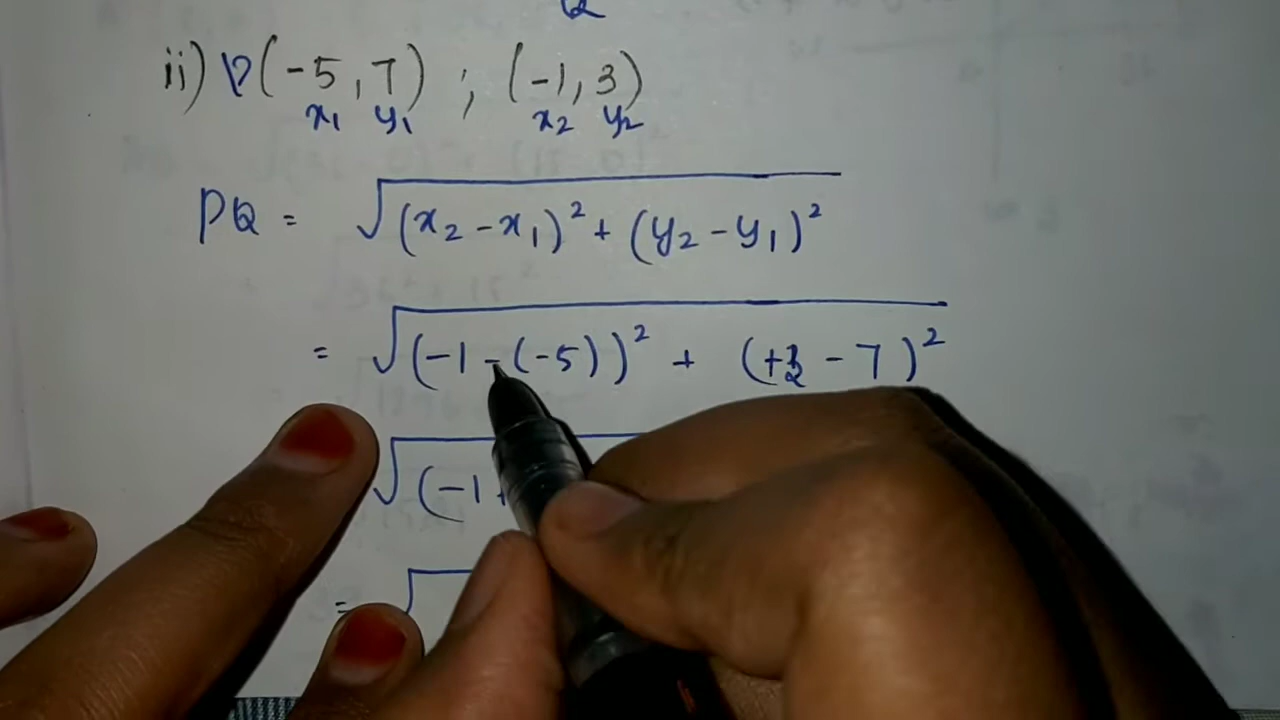 Q
ii) P(-5, 7) ; (-1, 3)
x₁ y₁ x₂ y₂
PQ = √(x₂ - x₁)² + (y₂ - y₁)²
= √(-1 - (-5))² + (+3 - 7)²
√(-1 +
= √